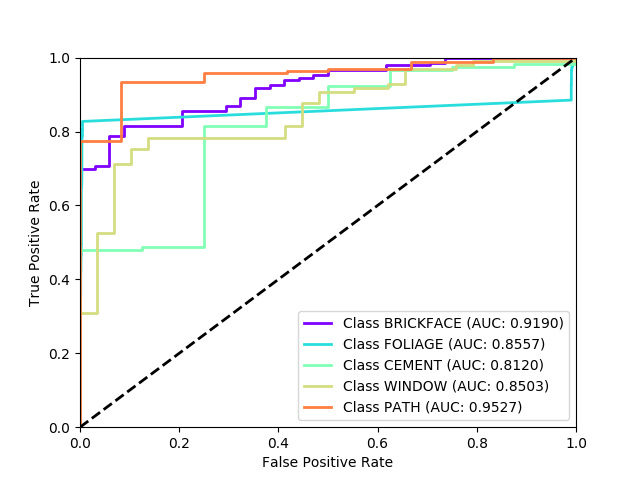 1.0
0.8
0.6
0.4
0.2
0.0
True Positive Rate
Class BRICKFACE (AUC: 0.9190)
Class FOLIAGE (AUC: 0.8557)
Class CEMENT (AUC: 0.8120)
Class WINDOW (AUC: 0.8503)
Class PATH (AUC: 0.9527)
0.0 0.2 0.4 0.6 0.8 1.0
False Positive Rate